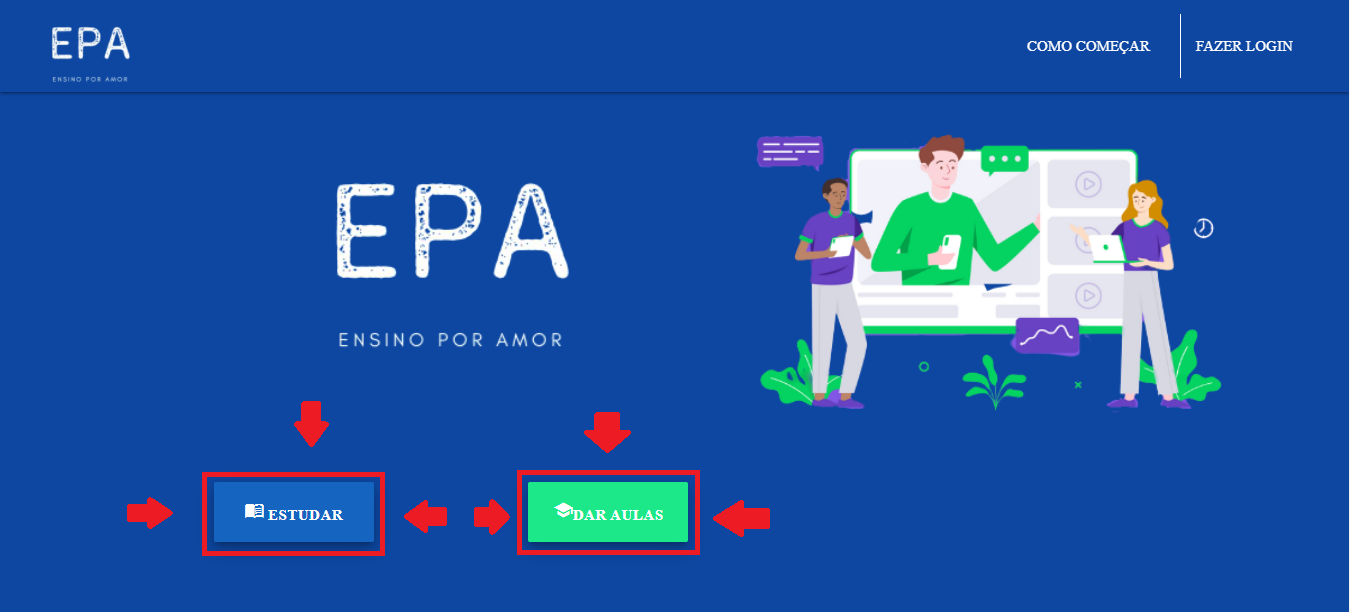 EPA
ENSINO POR AMOR
COMO COMEÇAR
FAZER LOGIN
EPA
ENSINO POR AMOR
ESTUDAR
DAR AULAS